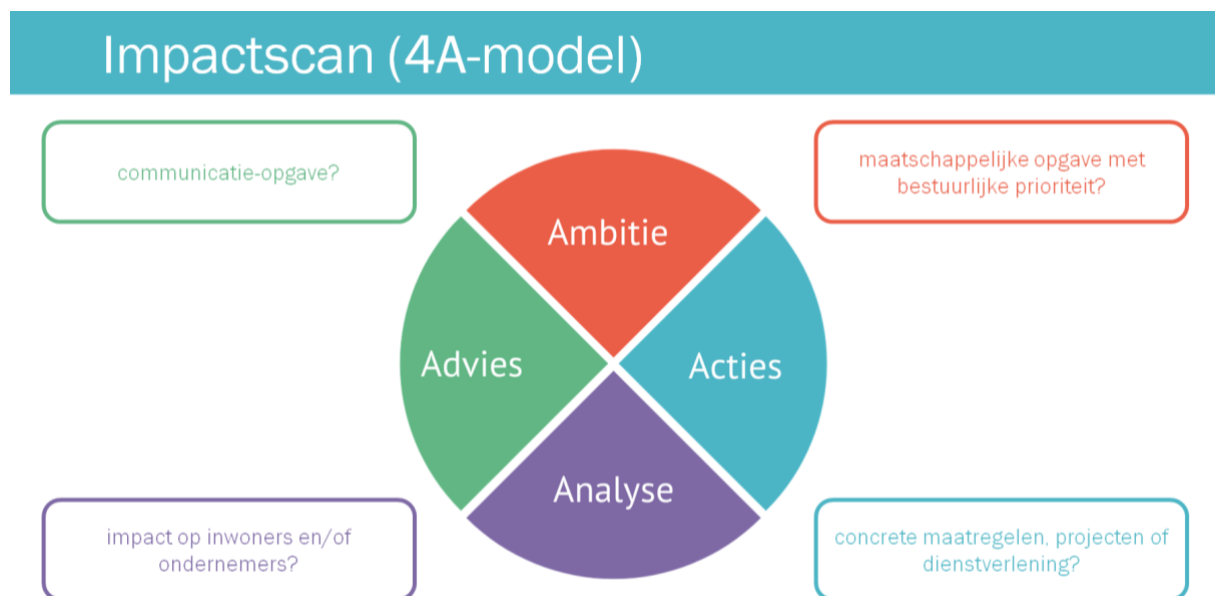 Impactscan (4A-model)
communicatie-opgave?
maatschappelijke opgave met
bestuurlijke prioriteit?
Ambitie
Advies
Acties
Analyse
impact op inwoners en/of
ondernemers?
concrete maatregelen, projecten of
dienstverlening?